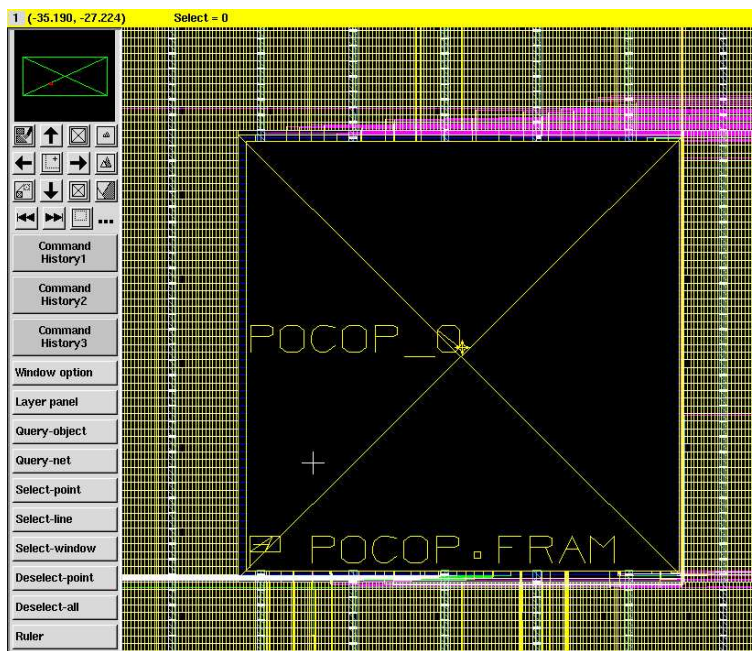 1 (-35.190, -27.224) Select = 0
...
Command
History1
Command
History2
Command
History3
Window option
Layer panel
Query-object
Query-net
Select-point
Select-line
Select-window
Deselect-point
Deselect-all
Ruler
POCOP_0
POCOP.FRAM